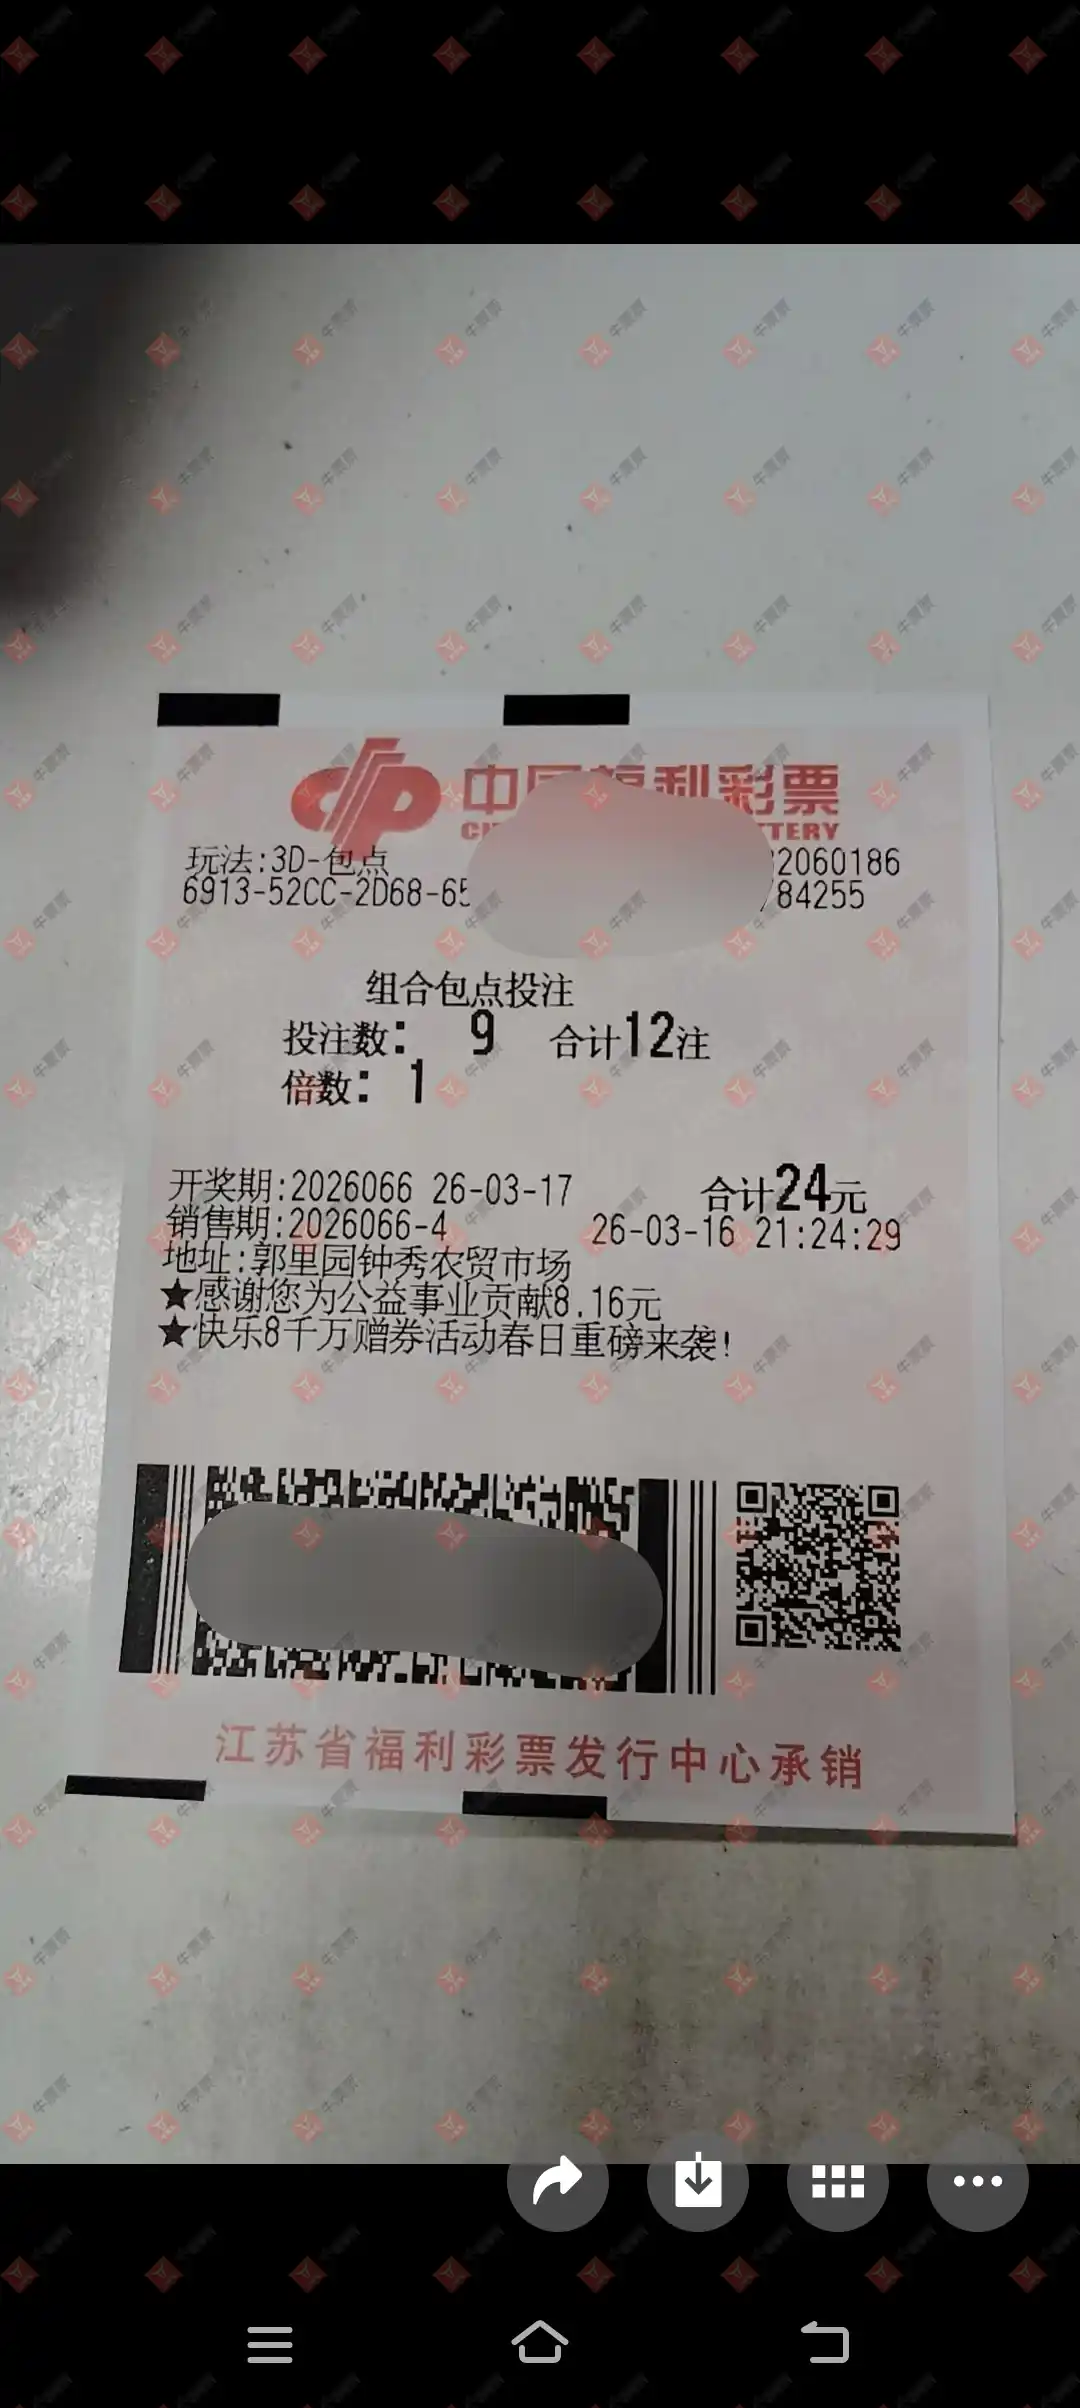 中国福利彩票
玩法:3D-包点 2060186
6913-52CC-2D68-65 784255
组合包点投注
投注数: 9 合计12注
倍数: 1
开奖期:2026066 26-03-17 合计24元
销售期:2026066-4 26-03-16 21:24:29
地址:郭里园钟秀农贸市场
★感谢您为公益事业贡献8.16元
★快乐8千万赠券活动春日重磅来袭!
江苏省福利彩票发行中心承销
牛票票